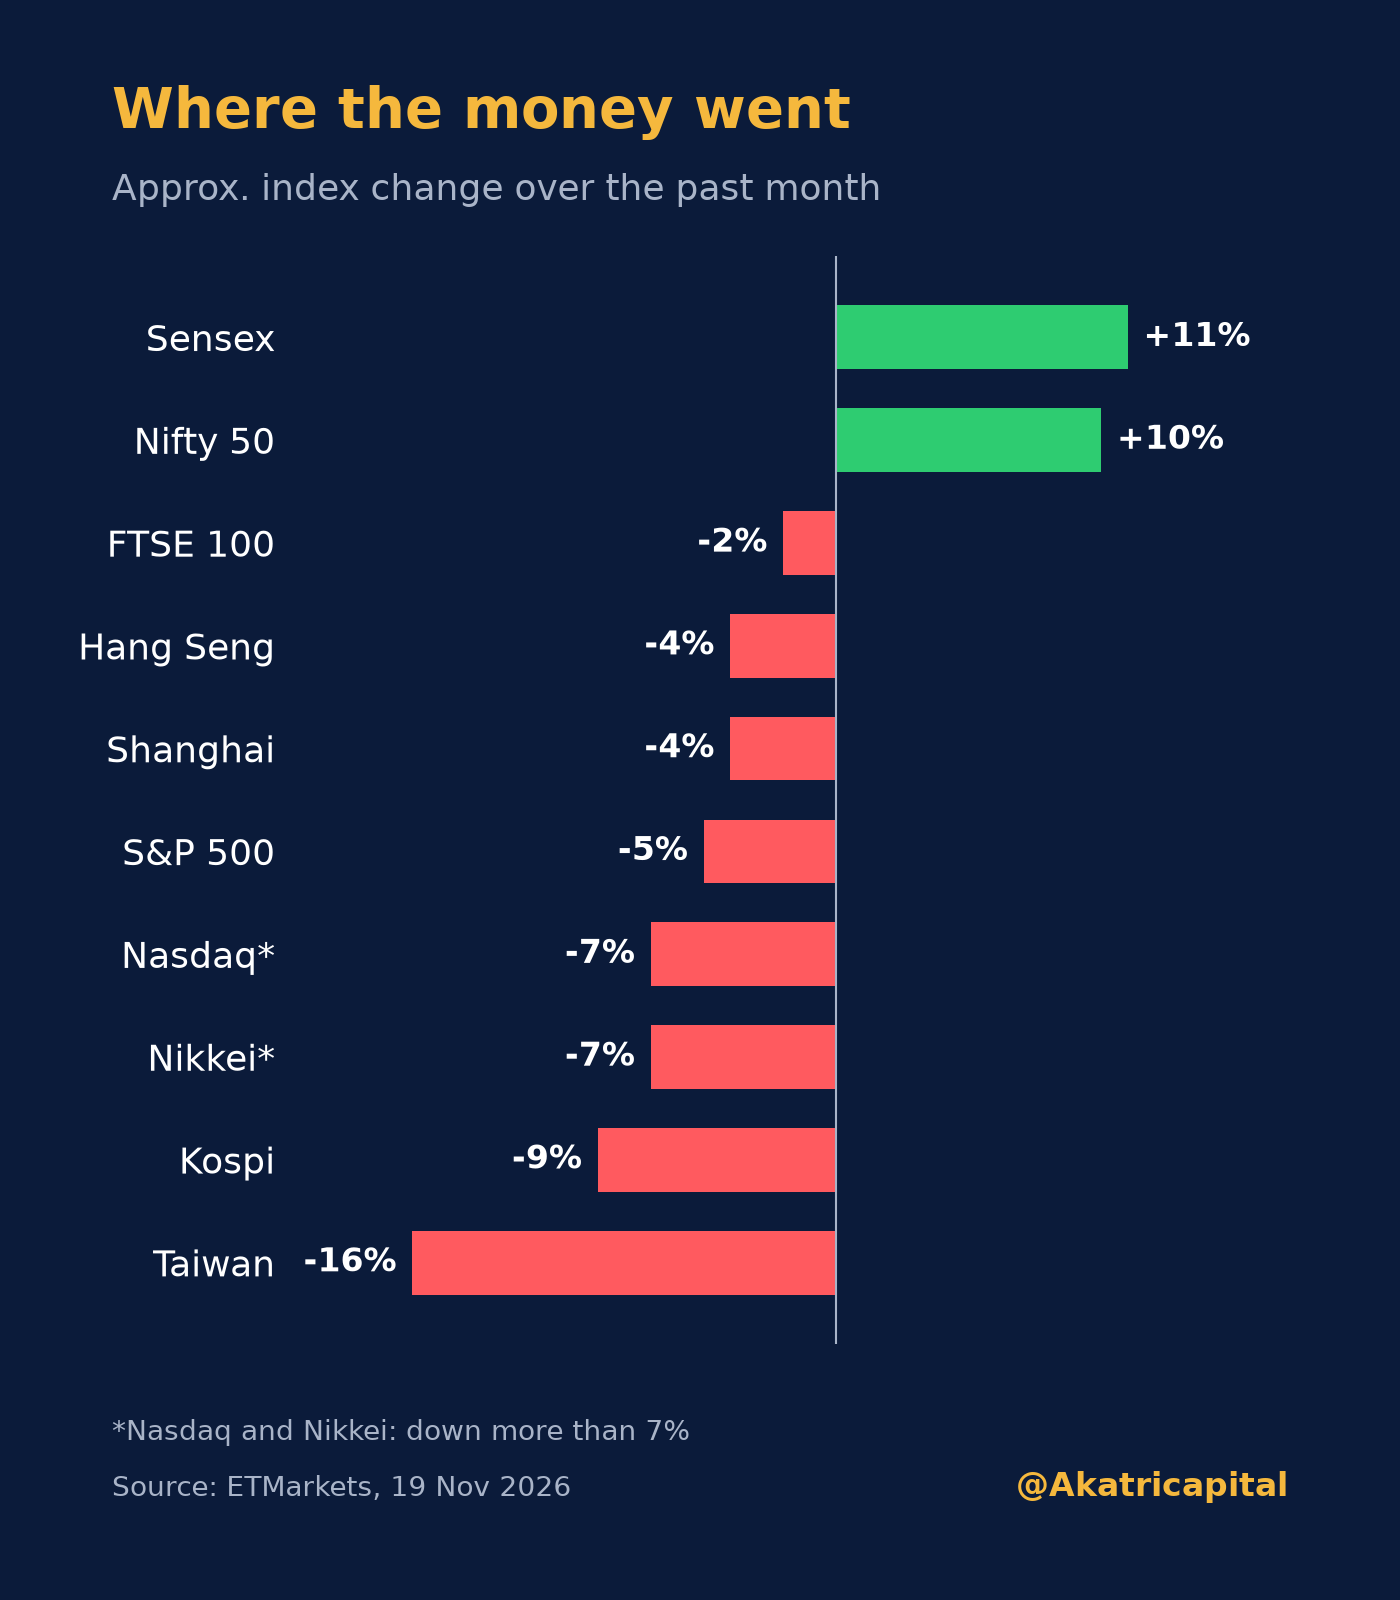 Where the money went
Approx. index change over the past month
Sensex +11%
Nifty 50 +10%
FTSE 100 -2%
Hang Seng -4%
Shanghai -4%
S&P 500 -5%
Nasdaq* -7%
Nikkei* -7%
Kospi -9%
Taiwan -16%
*Nasdaq and Nikkei: down more than 7%
Source: ETMarkets, 19 Nov 2026
@Akatricapital